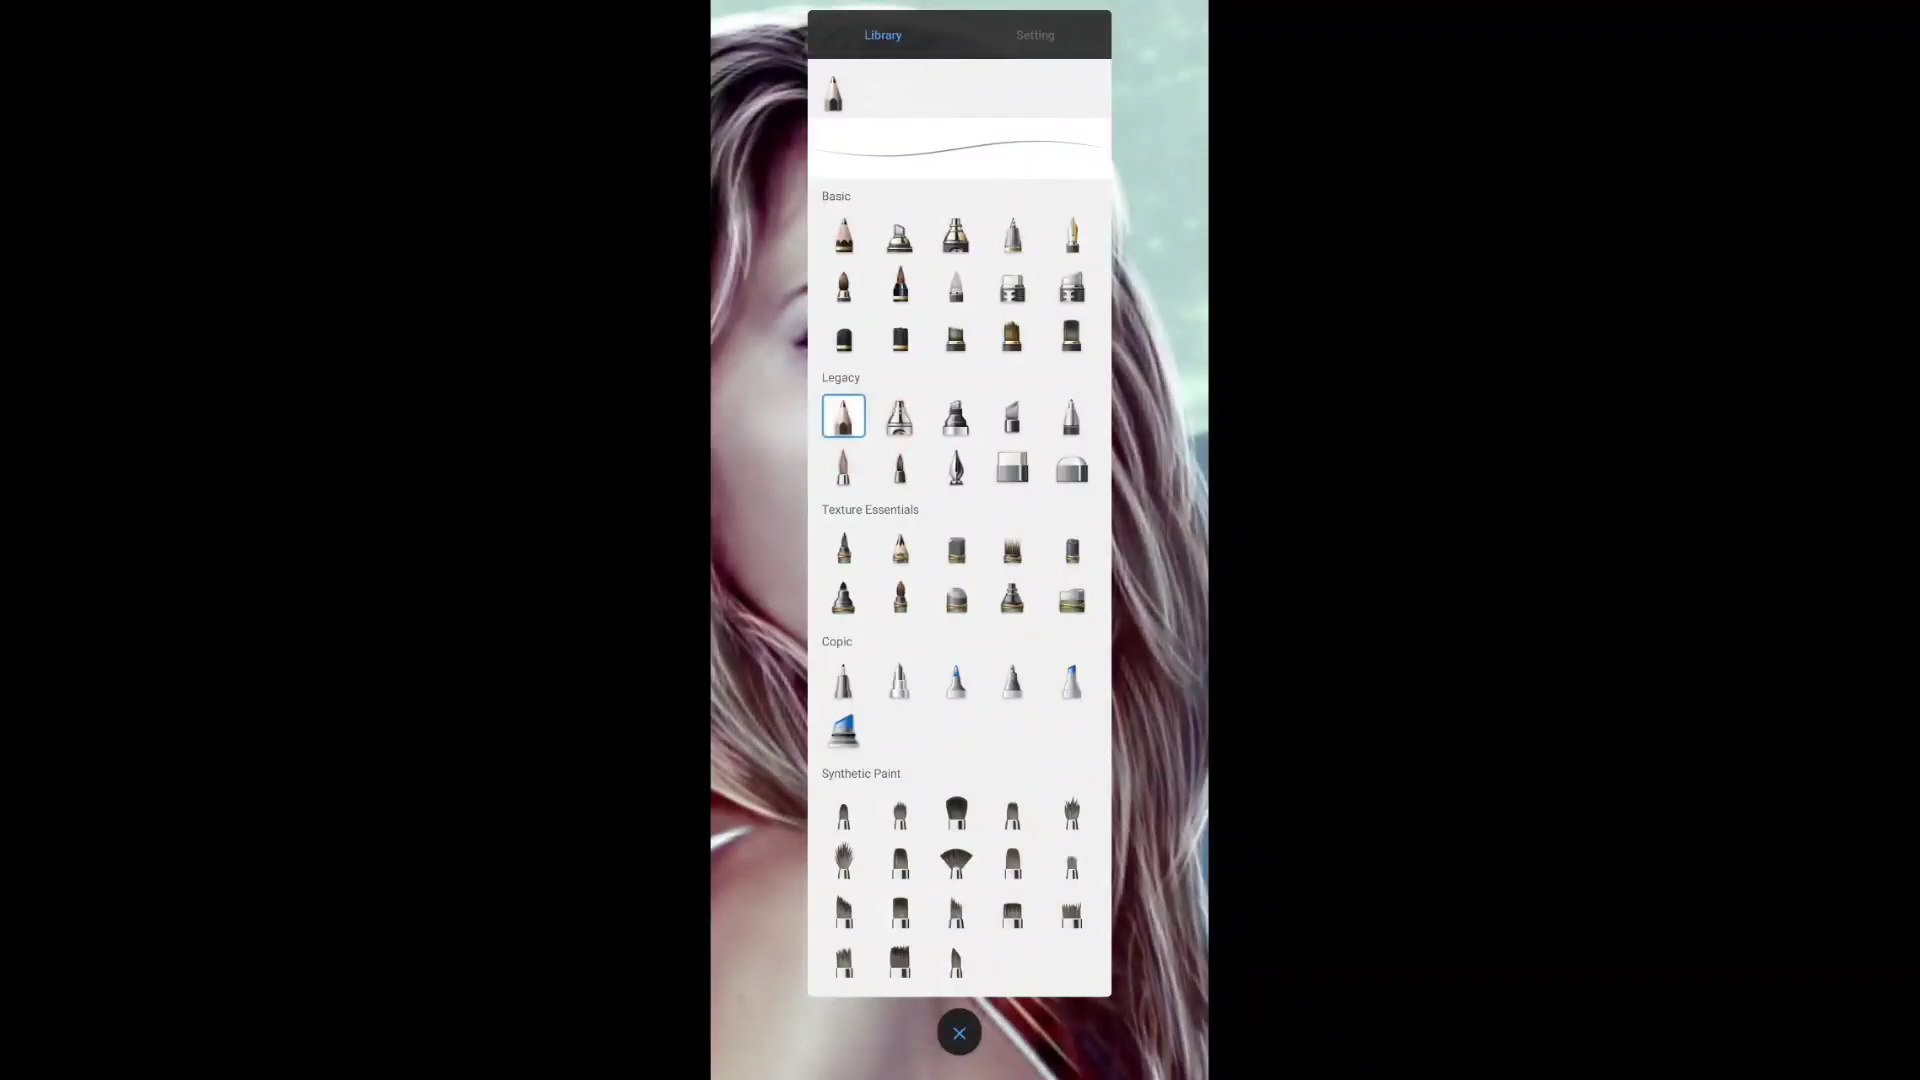 Library
Setting
Basic
Legacy
Texture Essentials
Copic
Synthetic Paint